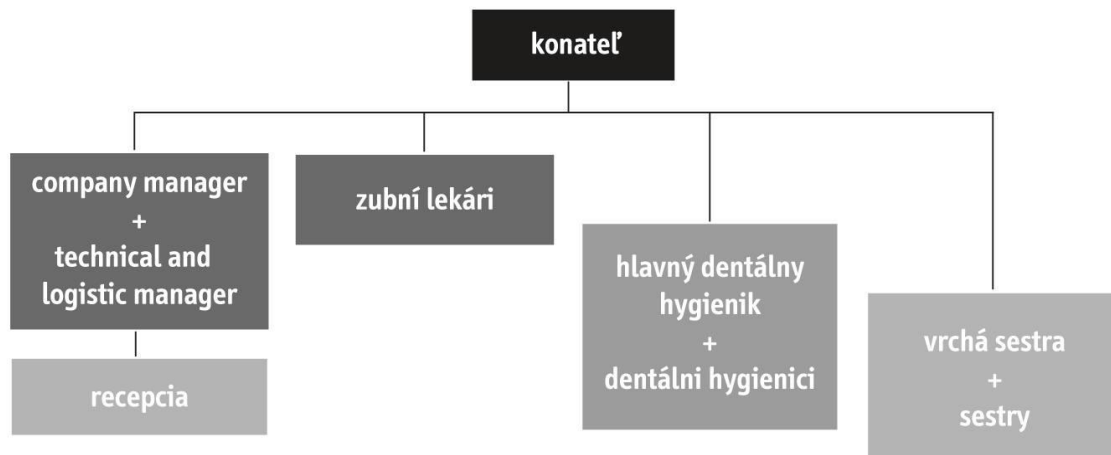 konateľ
company manager
+
technical and
logistic manager
recepcia
zubní lekári
hlavný dentálny
hygienik
+
dentálni hygienici
vrchá sestra
+
sestry